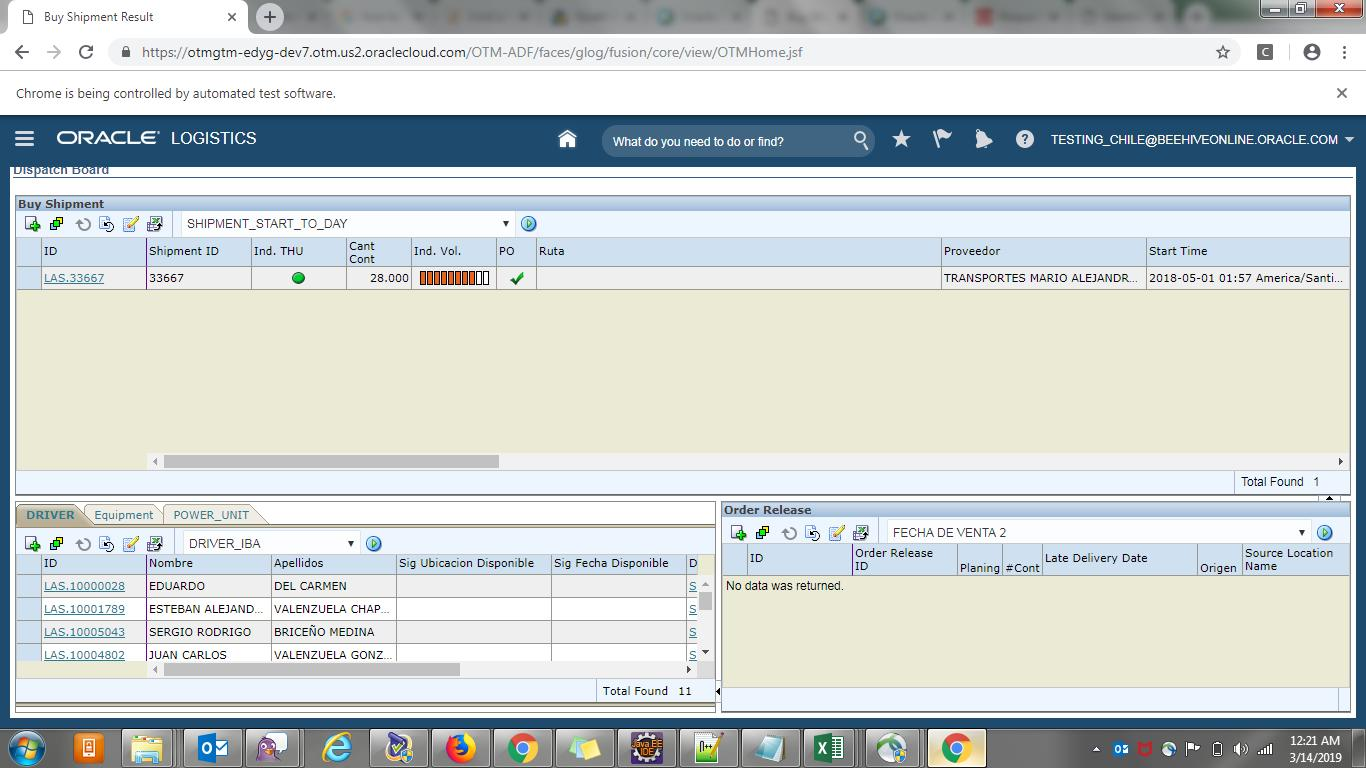 Buy Shipment Result
https://otmgtm-edyg-dev7.otm.us2.oraclecloud.com/OTM-ADF/faces/glog/fusion/core/view/OTMHome.jsf
Chrome is being controlled by automated test software.
ORACLE LOGISTICS
What do you need to do or find?
TESTING_CHILE@BEEHIVEONLINE.ORACLE.COM
Dispatch Board
Buy Shipment
SHIPMENT_START_TO_DAY
ID Shipment ID Ind. THU Cant Cont Ind. Vol. PO Ruta Proveedor Start Time
LAS.33667 33667 28.000 TRANSPORTES MARIO ALEJANDR... 2018-05-01 01:57 America/Santi...
Total Found 1
DRIVER Equipment POWER_UNIT
DRIVER_IBA
ID Nombre Apellidos Sig Ubicacion Disponible Sig Fecha Disponible D
LAS.10000028 EDUARDO DEL CARMEN S
LAS.10001789 ESTEBAN ALEJAND... VALENZUELA CHAP... S
LAS.10005043 SERGIO RODRIGO BRICEÑO MEDINA S
LAS.10004802 JUAN CARLOS VALENZUELA GONZ... S
Total Found 11
Order Release
FECHA DE VENTA 2
ID Order Release ID Planing #Cont Late Delivery Date Origen Source Location Name
No data was returned.
Java EE IDE
12:21 AM
3/14/2019